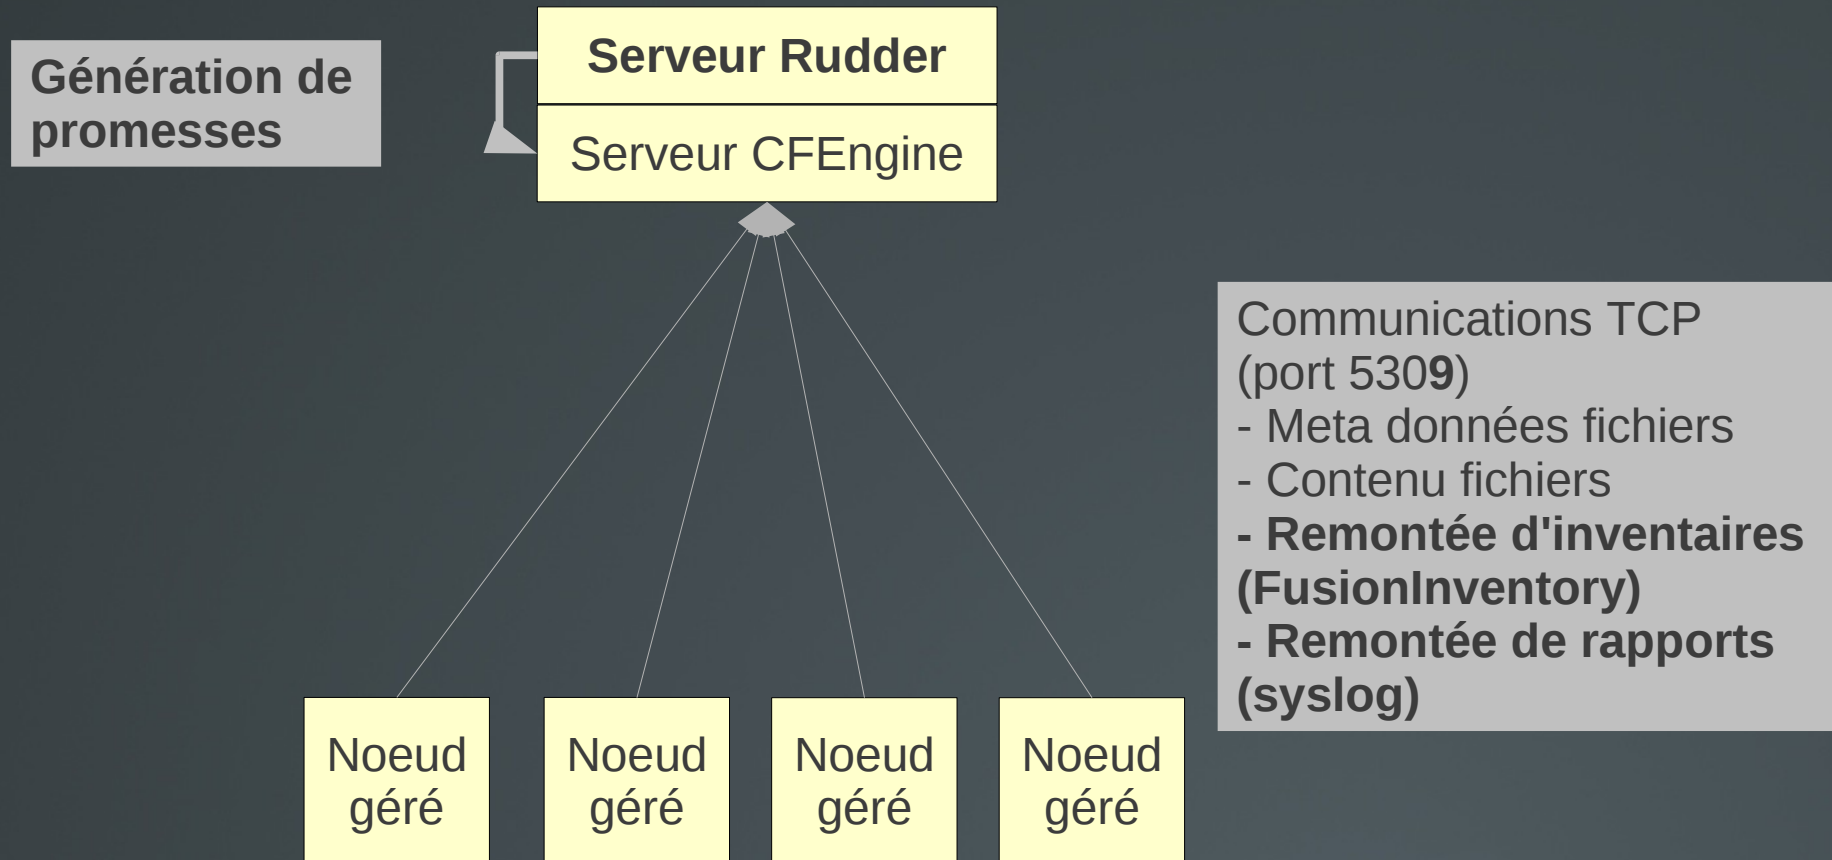 Génération de
promesses
Serveur Rudder
Serveur CFEngine
Communications TCP
(port 5309)
- Meta données fichiers
- Contenu fichiers
- Remontée d'inventaires
(FusionInventory)
- Remontée de rapports
(syslog)
Noeud
géré
Noeud
géré
Noeud
géré
Noeud
géré